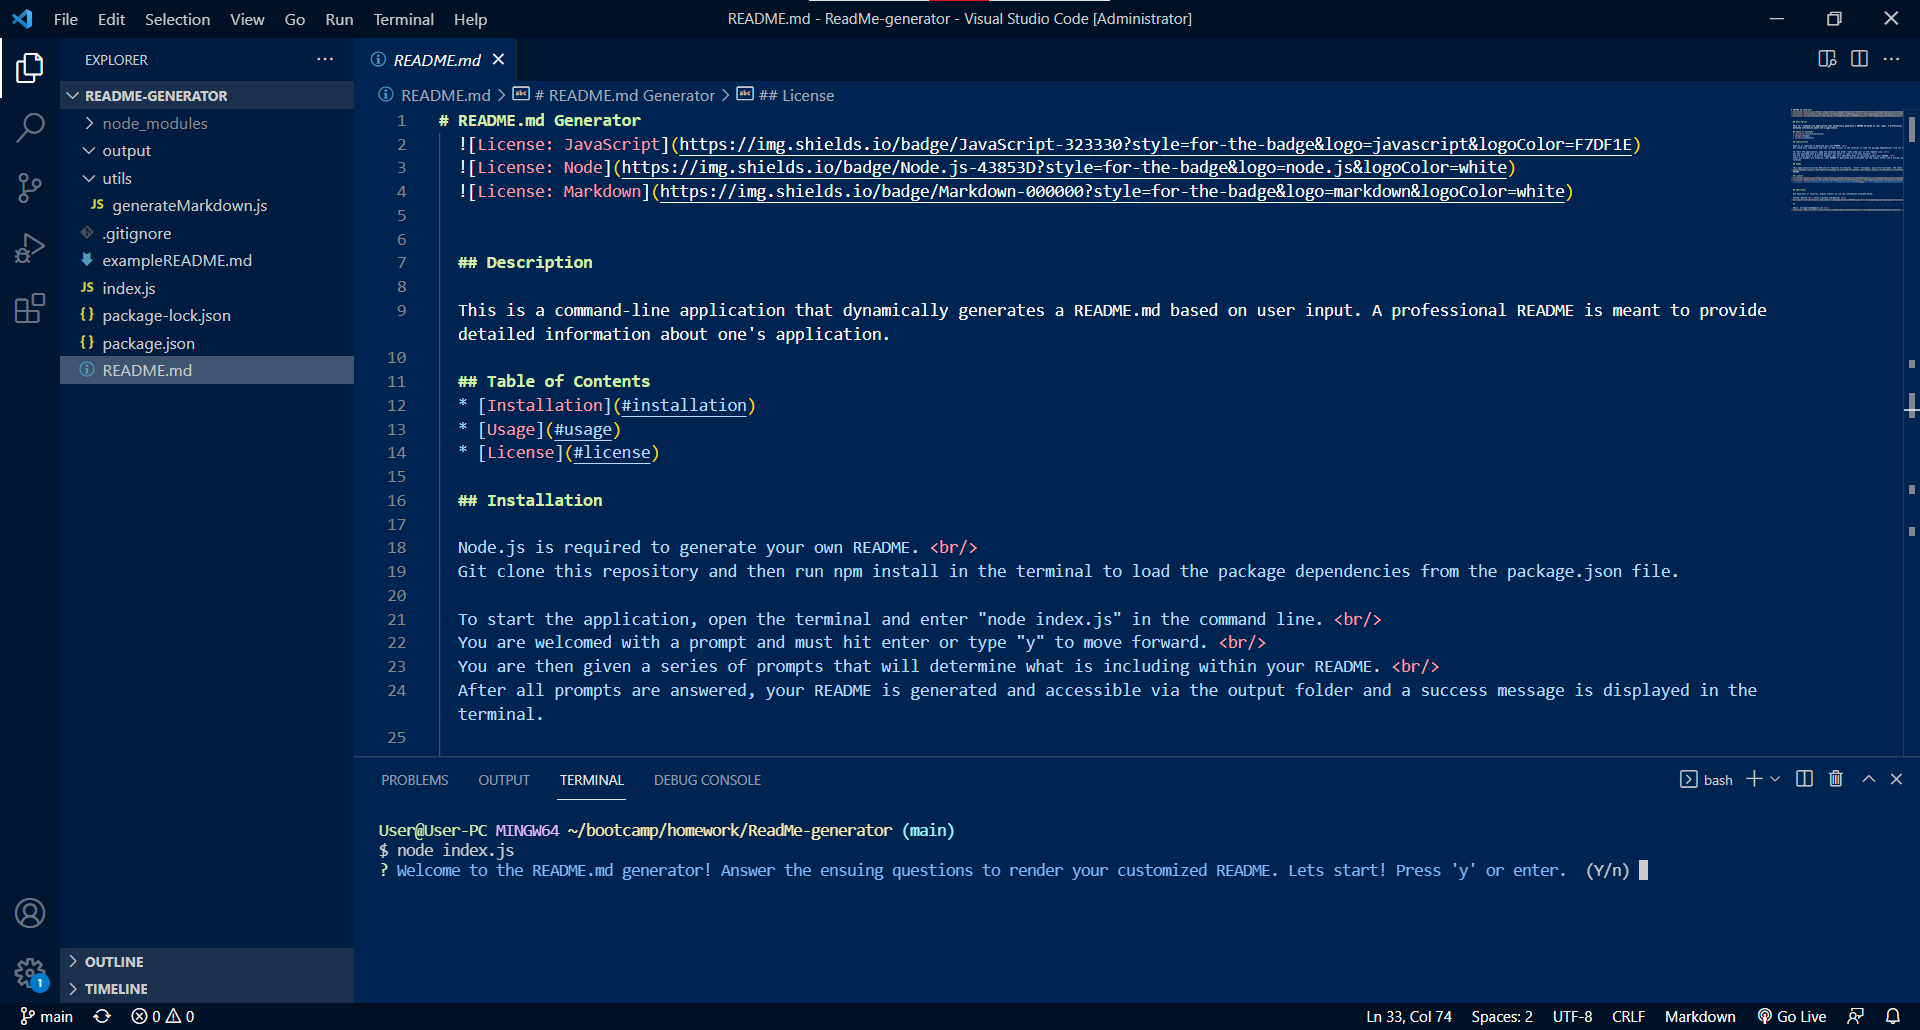 File Edit Selection View Go Run Terminal Help
README.md - ReadMe-generator - Visual Studio Code [Administrator]
EXPLORER
README.md
README-GENERATOR
node_modules
output
utils
JS generateMarkdown.js
.gitignore
exampleREADME.md
JS index.js
{} package-lock.json
{} package.json
README.md
OUTLINE
TIMELINE
README.md > # README.md Generator > ## License
1 # README.md Generator
2 ![License: JavaScript](https://img.shields.io/badge/JavaScript-323330?style=for-the-badge&logo=javascript&logoColor=F7DF1E)
3 ![License: Node](https://img.shields.io/badge/Node.js-43853D?style=for-the-badge&logo=node.js&logoColor=white)
4 ![License: Markdown](https://img.shields.io/badge/Markdown-000000?style=for-the-badge&logo=markdown&logoColor=white)
5
6
7 ## Description
8
9 This is a command-line application that dynamically generates a README.md based on user input. A professional README is meant to provide
detailed information about one's application.
10
11 ## Table of Contents
12 * [Installation](#installation)
13 * [Usage](#usage)
14 * [License](#license)
15
16 ## Installation
17
18 Node.js is required to generate your own README. <br/>
19 Git clone this repository and then run npm install in the terminal to load the package dependencies from the package.json file.
20
21 To start the application, open the terminal and enter "node index.js" in the command line. <br/>
22 You are welcomed with a prompt and must hit enter or type "y" to move forward. <br/>
23 You are then given a series of prompts that will determine what is including within your README. <br/>
24 After all prompts are answered, your README is generated and accessible via the output folder and a success message is displayed in the
terminal.
25
PROBLEMS OUTPUT TERMINAL DEBUG CONSOLE
bash
User@User-PC MINGW64 ~/bootcamp/homework/ReadMe-generator (main)
$ node index.js
? Welcome to the README.md generator! Answer the ensuing questions to render your customized README. Lets start! Press 'y' or enter. (Y/n)
1
main 0 0
Ln 33, Col 74 Spaces: 2 UTF-8 CRLF Markdown Go Live